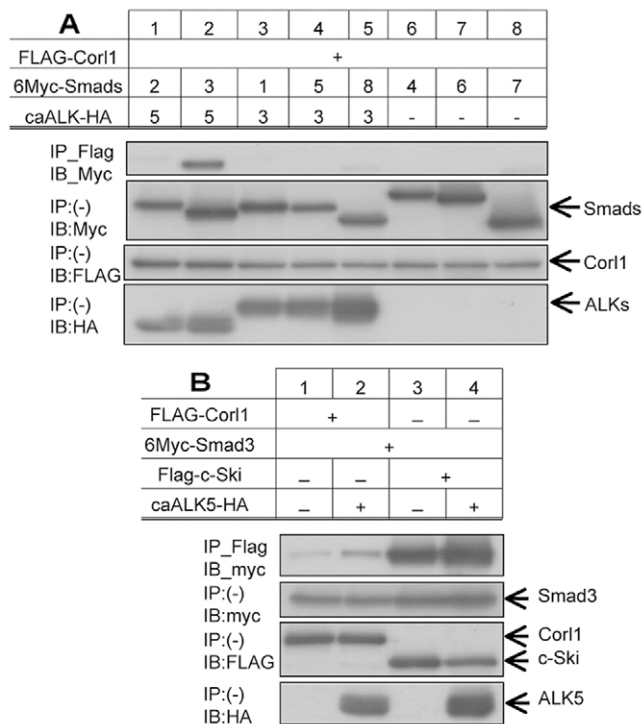 A 1 2 3 4 5 6 7 8
FLAG-Corl1 +
6Myc-Smads 2 3 1 5 8 4 6 7
caALK-HA 5 5 3 3 3 - - -
IP_Flag
IB_Myc
IP:(-)
IB:Myc
Smads
IP:(-)
IB:FLAG
Corl1
IP:(-)
IB:HA
ALKs
B 1 2 3 4
FLAG-Corl1 + – –
6Myc-Smad3 +
Flag-c-Ski – – +
caALK5-HA – + – +
IP_Flag
IB_myc
IP:(-)
IB:myc
Smad3
IP:(-)
IB:FLAG
Corl1
c-Ski
IP:(-)
IB:HA
ALK5